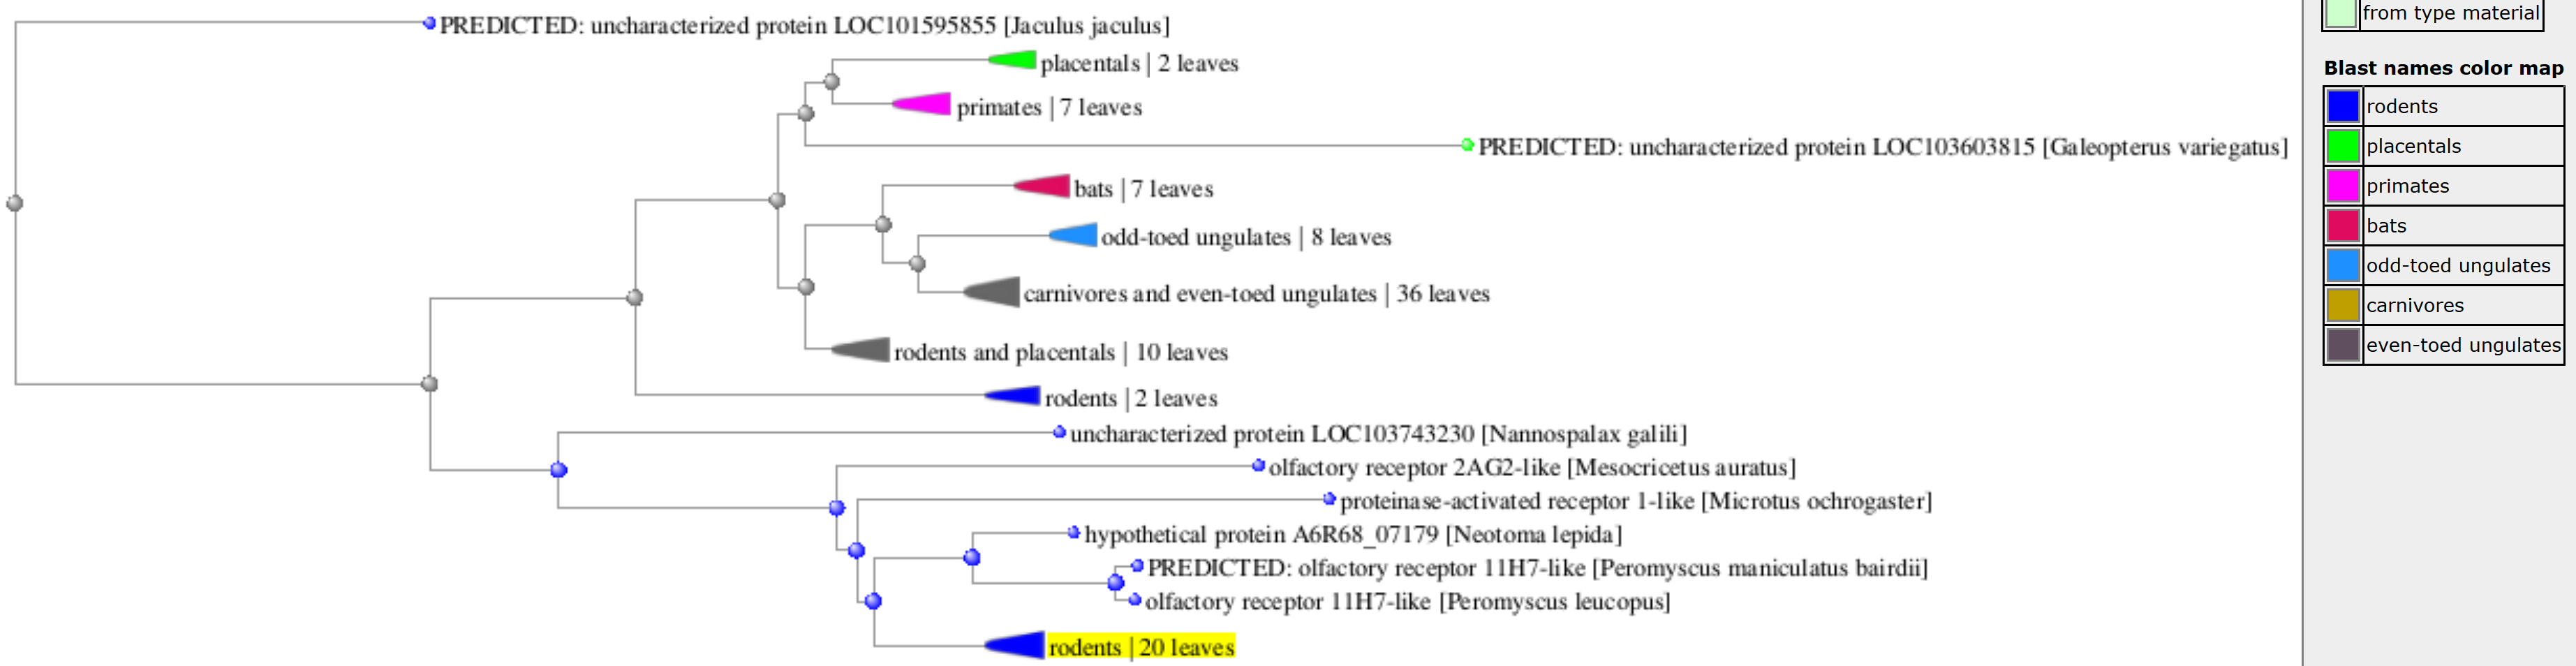 PREDICTED: uncharacterized protein LOC101595855 [Jaculus jaculus]
placentals | 2 leaves
primates | 7 leaves
PREDICTED: uncharacterized protein LOC103603815 [Galeopterus variegatus]
bats | 7 leaves
odd-toed ungulates | 8 leaves
carnivores and even-toed ungulates | 36 leaves
rodents and placentals | 10 leaves
rodents | 2 leaves
uncharacterized protein LOC103743230 [Nannospalax galili]
olfactory receptor 2AG2-like [Mesocricetus auratus]
proteinase-activated receptor 1-like [Microtus ochrogaster]
hypothetical protein A6R68_07179 [Neotoma lepida]
PREDICTED: olfactory receptor 11H7-like [Peromyscus maniculatus bairdii]
olfactory receptor 11H7-like [Peromyscus leucopus]
rodents | 20 leaves
from type material
Blast names color map
rodents
placentals
primates
bats
odd-toed ungulates
carnivores
even-toed ungulates